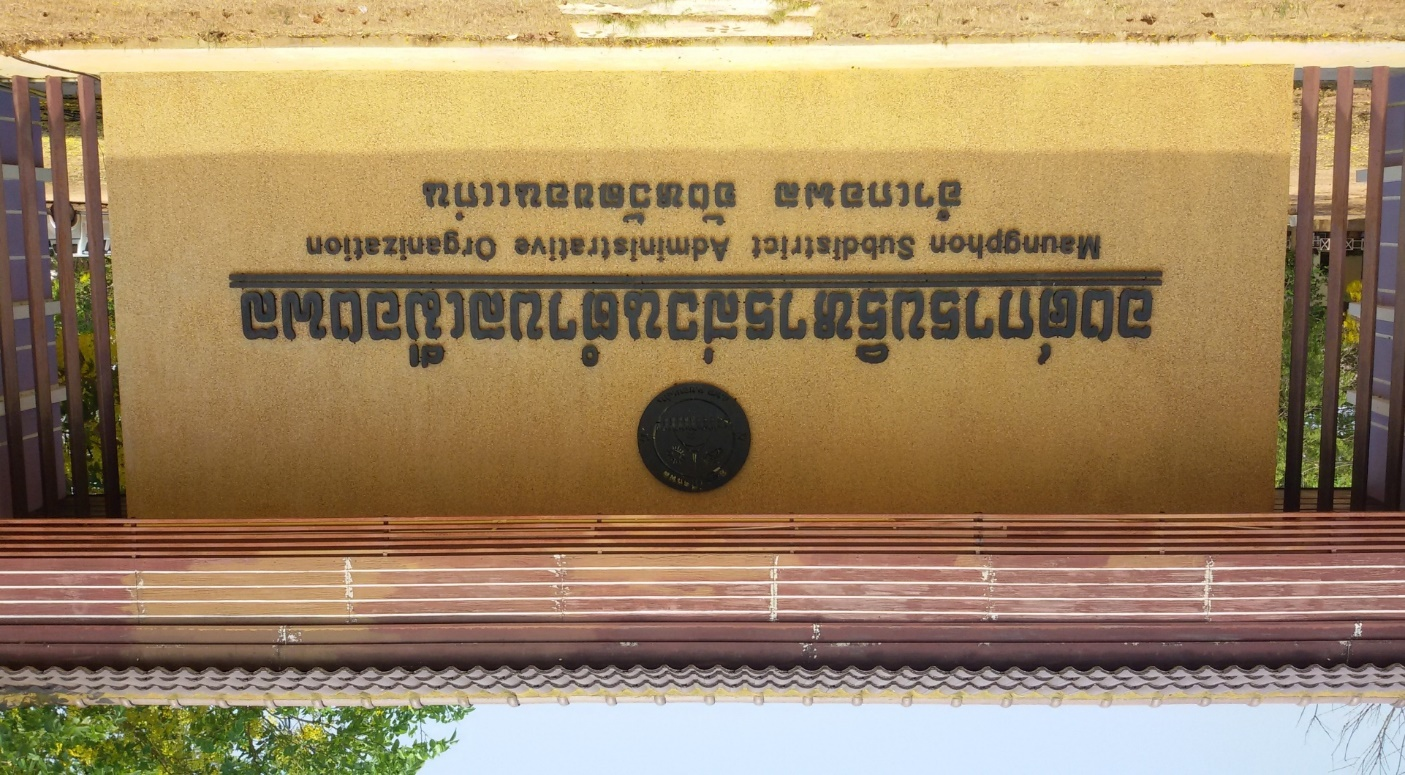 องค์การบริหารส่วนตำบลเมืองพล
Maungphon Subdistrict Administrative Organization
อำเภอพล จังหวัดขอนแก่น